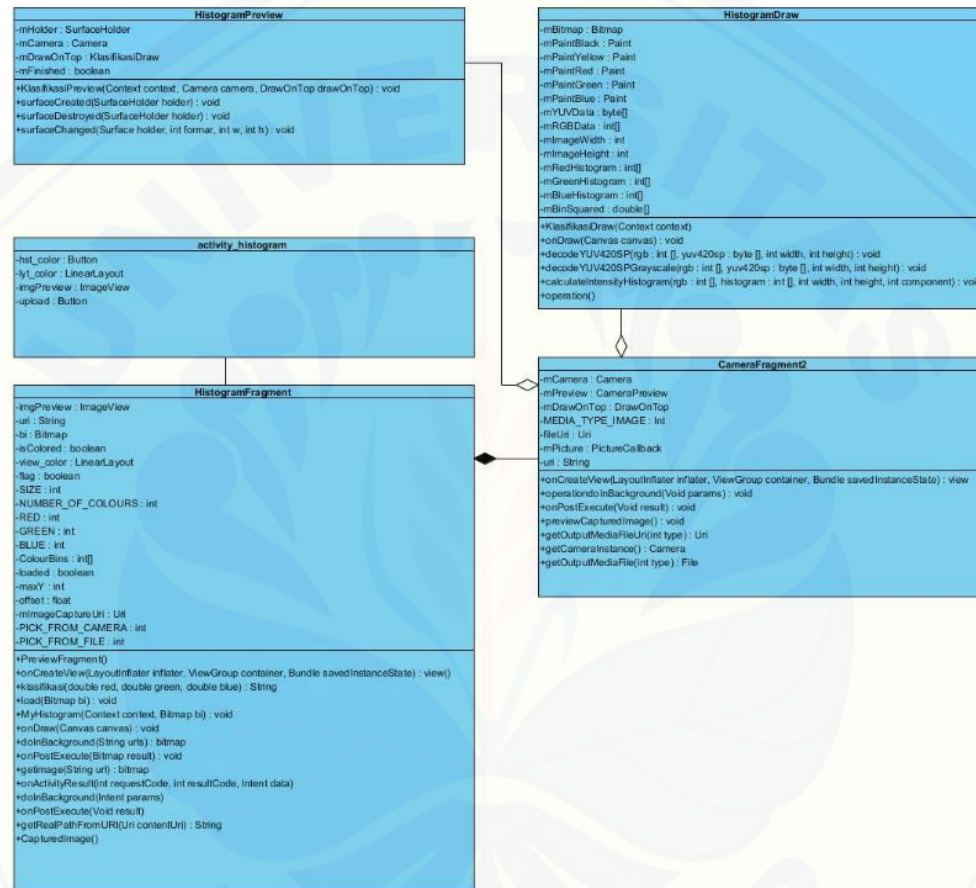 HistogramPreview
-mHolder : SurfaceHolder
-mCamera : Camera
-mDrawOnTop : KlasifikasiDraw
-mFinished : boolean
+KlasifikasiPreview(Context context, Camera camera, DrawOnTop drawOnTop) : void
+surfaceCreated(SurfaceHolder holder) : void
+surfaceDestroyed(SurfaceHolder holder) : void
+surfaceChanged(Surface holder, int formar, int w, int h) : void
HistogramDraw
-mBitmap : Bitmap
-mPaintBlack : Paint
-mPaintYellow : Paint
-mPaintRed : Paint
-mPaintGreen : Paint
-mPaintBlue : Paint
-mYUVData : byte[]
-mRGBData : int[]
-mImageWidth : int
-mImageHeight : int
-mRedHistogram : int[]
-mGreenHistogram : int[]
-mBlueHistogram : int[]
-mBinSquared : double[]
+KlasifikasiDraw(Context context)
+onDraw(Canvas canvas) : void
+decodeYUV420SP(rgb : int [], yuv420sp : byte [], int width, int height) : void
+decodeYUV420SPGrayscale(rgb : int [], yuv420sp : byte [], int width, int height) : void
+calculateIntensityHistogram(rgb : int [], histogram : int [], int width, int height, int component) : voi
+operation()
activity_histogram
-hst_color : Button
-lyt_color : LinearLayout
-imgPreview : ImageView
-upload : Button
HistogramFragment
-imgPreview : ImageView
-uri : String
-bi : Bitmap
-isColored : boolean
-view_color : LinearLayout
-flag : boolean
-SIZE : int
-NUMBER_OF_COLOURS : int
-RED : int
-GREEN : int
-BLUE : int
-ColourBins : int[]
-loaded : boolean
-maxY : int
-offset : float
-mImageCaptureUri : Uri
-PICK_FROM_CAMERA : int
-PICK_FROM_FILE : int
+PreviewFragment()
+onCreateView(LayoutInflater inflater, ViewGroup container, Bundle savedInstanceState) : view()
+klasifikasi(double red, double green, double blue) : String
+load(Bitmap bi) : void
+MyHistogram(Context context, Bitmap bi) : void
+onDraw(Canvas canvas) : void
+doInBackground(String urls) : bitmap
+onPostExecute(Bitmap result) : void
+getimage(String url) : bitmap
+onActivityResult(int requestCode, int resultCode, Intent data)
+doInBackground(Intent params)
+onPostExecute(Void result)
+getRealPathFromURI(Uri contentUri) : String
+CapturedImage()
CameraFragment2
-mCamera : Camera
-mPreview : CameraPreview
-mDrawOnTop : DrawOnTop
-MEDIA_TYPE_IMAGE : Int
-fileUri : Uri
-mPicture : PictureCallback
-uri : String
+onCreateView(LayoutInflater inflater, ViewGroup container, Bundle savedInstanceState) : view
+operationdoInBackground(Void params) : void
+onPostExecute(Void result) : void
+previewCapturedImage() : void
+getOutputMediaFileUri(int type) : Uri
+getCameraInstance() : Camera
+getOutputMediaFile(int type) : File
UNIVERSITAS